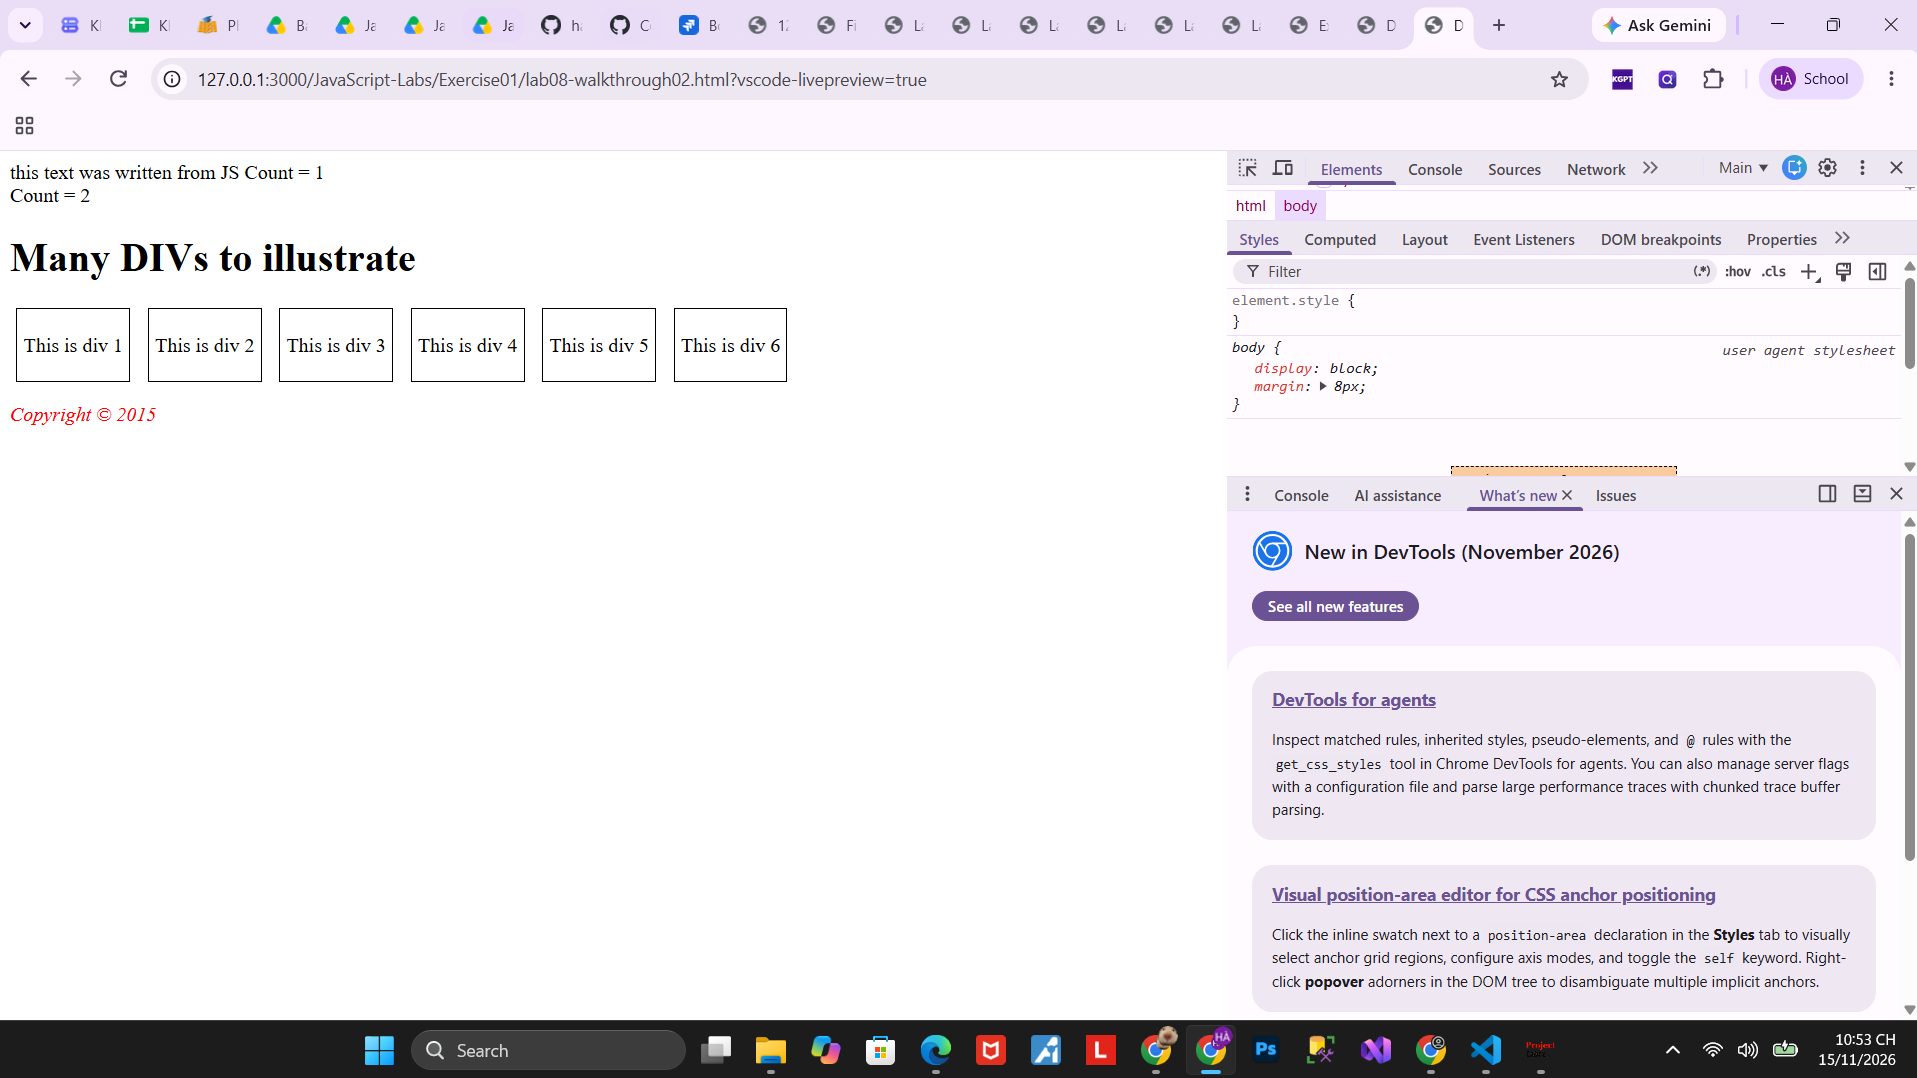 Ask Gemini
127.0.0.1:3000/JavaScript-Labs/Exercise01/lab08-walkthrough02.html?vscode-livepreview=true
KGPT
HÀ School
this text was written from JS Count = 1
Count = 2
Many DIVs to illustrate
This is div 1
This is div 2
This is div 3
This is div 4
This is div 5
This is div 6
Copyright © 2015
Elements Console Sources Network Main
html body
Styles Computed Layout Event Listeners DOM breakpoints Properties
Filter (.*) :hov .cls
element.style {
}
body { user agent stylesheet
display: block;
margin: 8px;
}
Console AI assistance What's new Issues
New in DevTools (November 2026)
See all new features
DevTools for agents
Inspect matched rules, inherited styles, pseudo-elements, and @ rules with the
get_css_styles tool in Chrome DevTools for agents. You can also manage server flags
with a configuration file and parse large performance traces with chunked trace buffer
parsing.
Visual position-area editor for CSS anchor positioning
Click the inline swatch next to a position-area declaration in the Styles tab to visually
select anchor grid regions, configure axis modes, and toggle the self keyword. Right-
click popover adorners in the DOM tree to disambiguate multiple implicit anchors.
Search
L
HÀ
Ps
Project
10:53 CH
15/11/2026